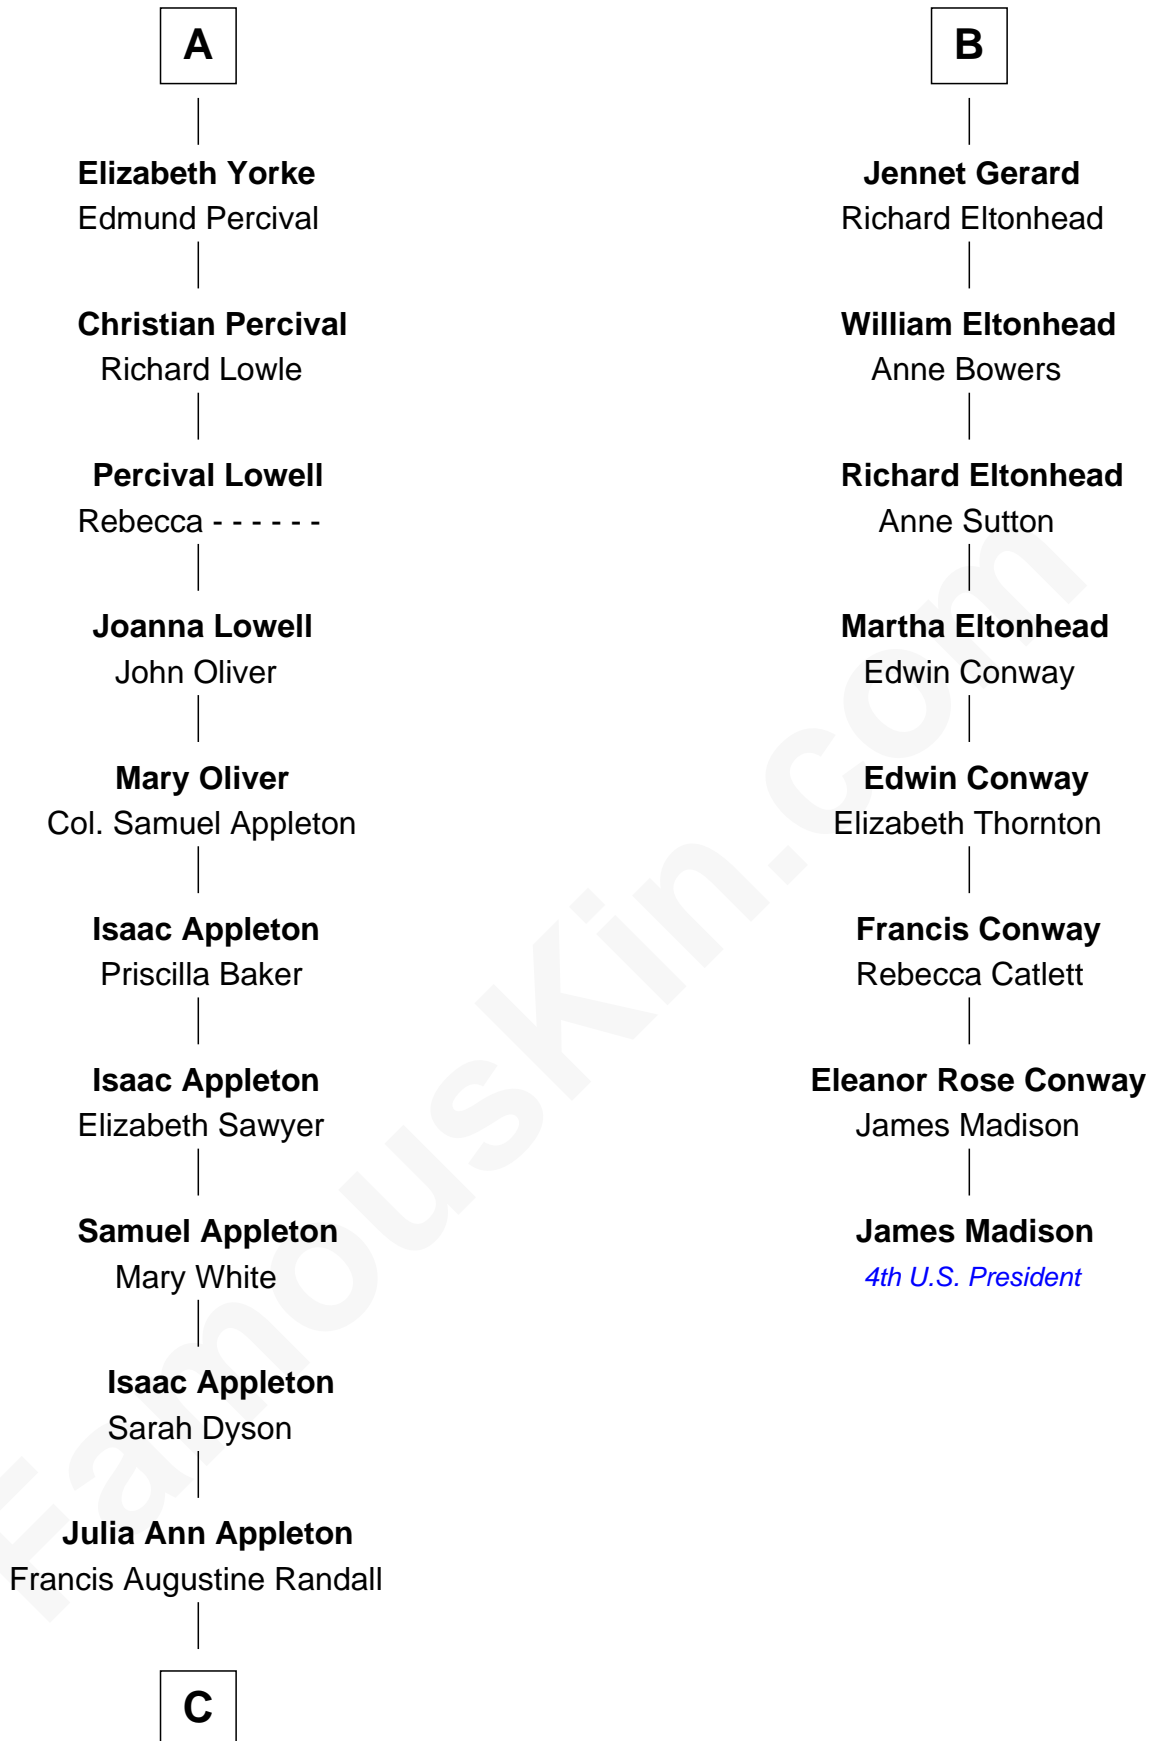 A
Elizabeth Yorke
Edmund Percival
Christian Percival
Richard Lowle
Percival Lowell
Rebecca - - - - - -
Joanna Lowell
John Oliver
Mary Oliver
Col. Samuel Appleton
Isaac Appleton
Priscilla Baker
Isaac Appleton
Elizabeth Sawyer
Samuel Appleton
Mary White
Isaac Appleton
Sarah Dyson
Julia Ann Appleton
Francis Augustine Randall
C
B
Jennet Gerard
Richard Eltonhead
William Eltonhead
Anne Bowers
Richard Eltonhead
Anne Sutton
Martha Eltonhead
Edwin Conway
Edwin Conway
Elizabeth Thornton
Francis Conway
Rebecca Catlett
Eleanor Rose Conway
James Madison
James Madison
4th U.S. President
FamousKin.com